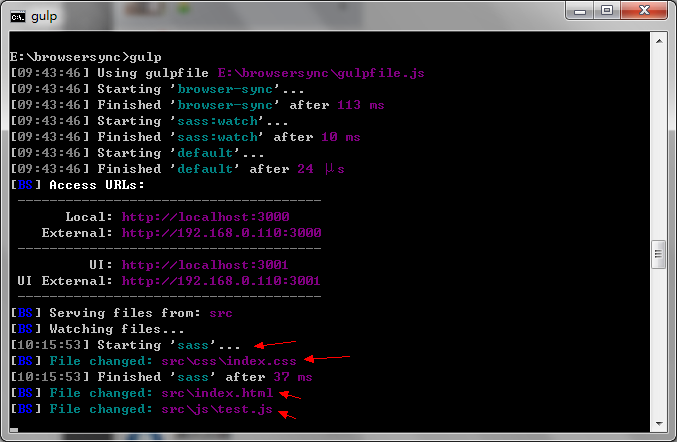 gulp
E:\browsersync>gulp
[09:43:46] Using gulpfile E:\browsersync\gulpfile.js
[09:43:46] Starting 'browser-sync'...
[09:43:46] Finished 'browser-sync' after 113 ms
[09:43:46] Starting 'sass:watch'...
[09:43:46] Finished 'sass:watch' after 10 ms
[09:43:46] Starting 'default'...
[09:43:46] Finished 'default' after 24 μs
[BS] Access URLs:
--------------------------------------
Local: http://localhost:3000
External: http://192.168.0.110:3000
--------------------------------------
UI: http://localhost:3001
UI External: http://192.168.0.110:3001
--------------------------------------
[BS] Serving files from: src
[BS] Watching files...
[10:15:53] Starting 'sass'...
[BS] File changed: src\css\index.css
[10:15:53] Finished 'sass' after 37 ms
[BS] File changed: src\index.html
[BS] File changed: src\js\test.js